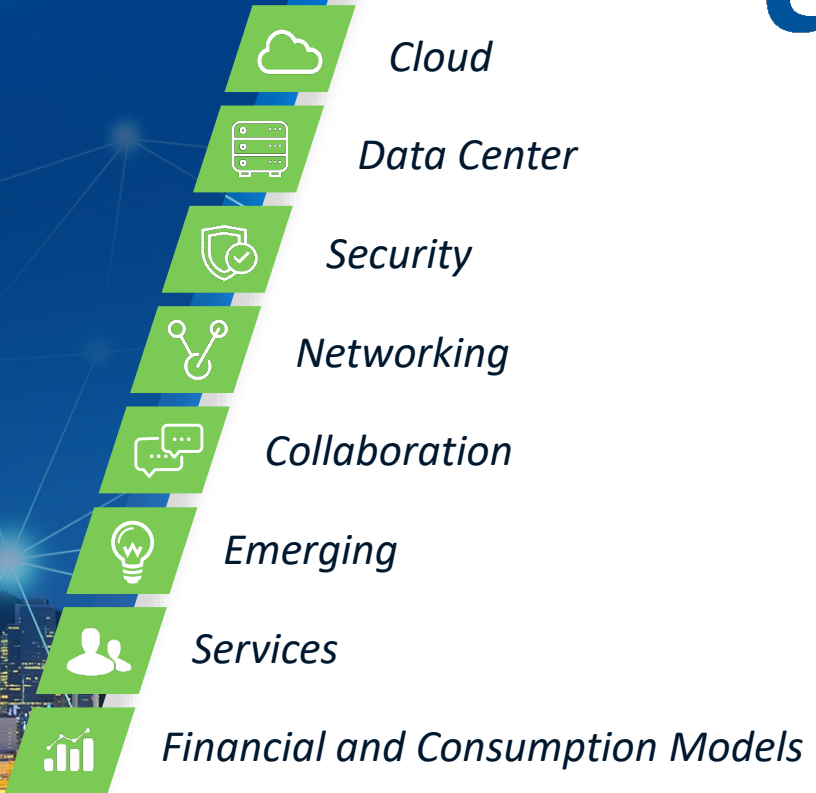 Cloud
Data Center
Security
Networking
Collaboration
Emerging
Services
Financial and Consumption Models